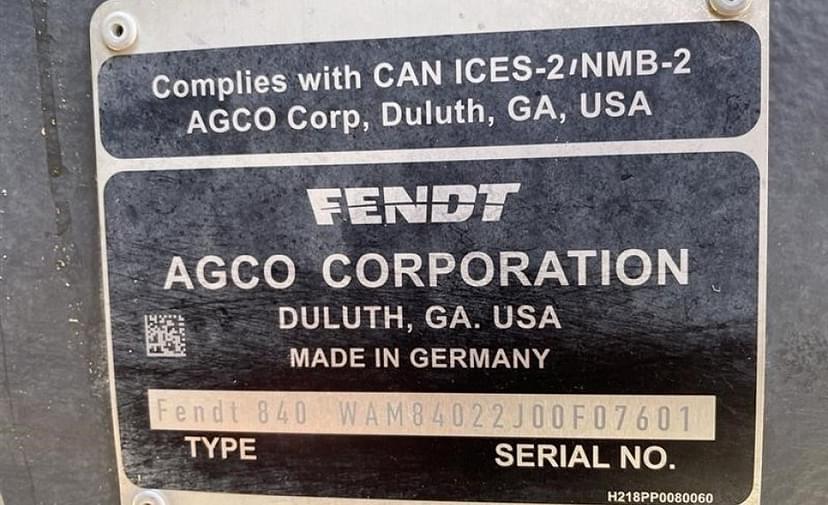 Complies with CAN ICES-2/NMB-2
AGCO Corp, Duluth, GA, USA
FENDT
AGCO CORPORATION
DULUTH, GA. USA
MADE IN GERMANY
Fendt 840 WAM84022J00F07601
TYPE SERIAL NO.
H218PP0080060